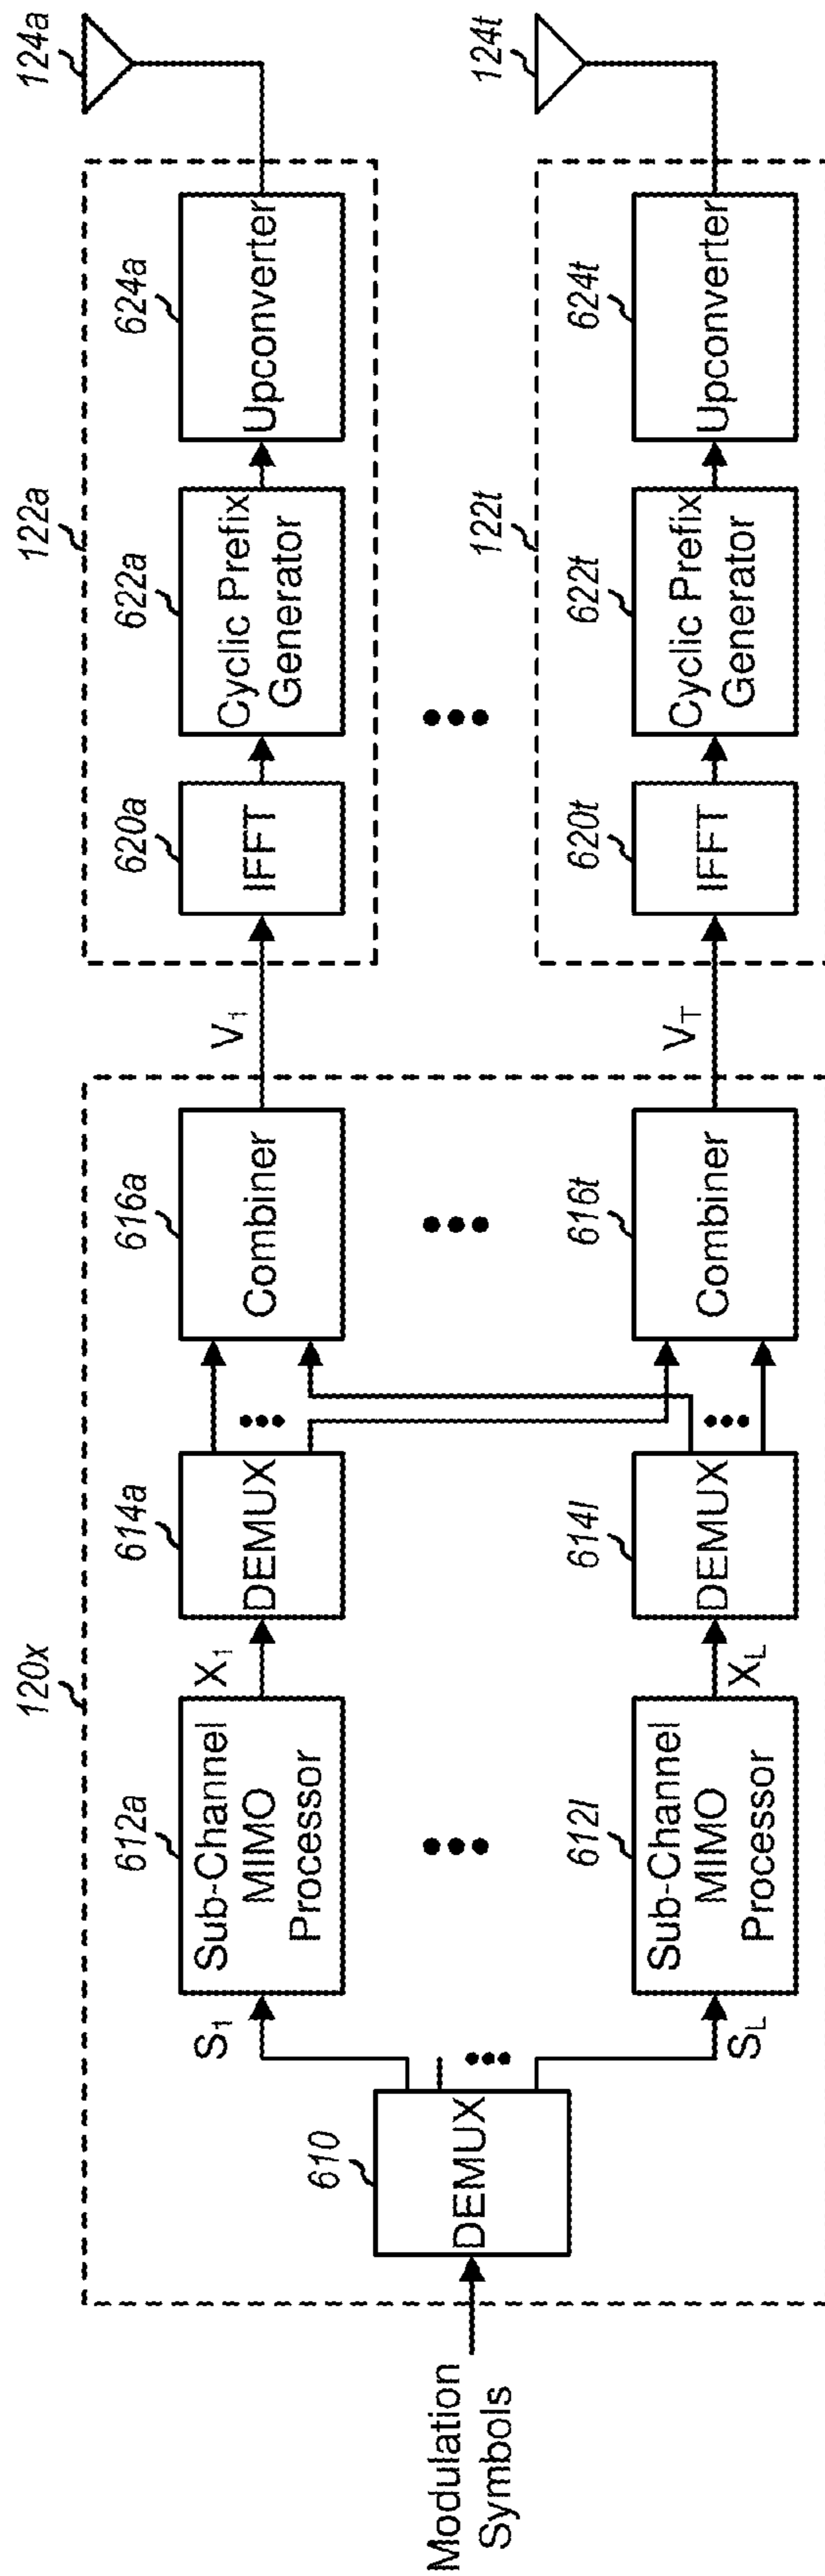 Modulation
Symbols
120x
610
DEMUX
S1
SL
612a
Sub-Channel
MIMO
Processor
X1
614a
DEMUX
616a
Combiner
V1
122a
620a
IFFT
622a
Cyclic Prefix
Generator
624a
Upconverter
124a
612l
Sub-Channel
MIMO
Processor
XL
614l
DEMUX
616t
Combiner
VT
122t
620t
IFFT
622t
Cyclic Prefix
Generator
624t
Upconverter
124t